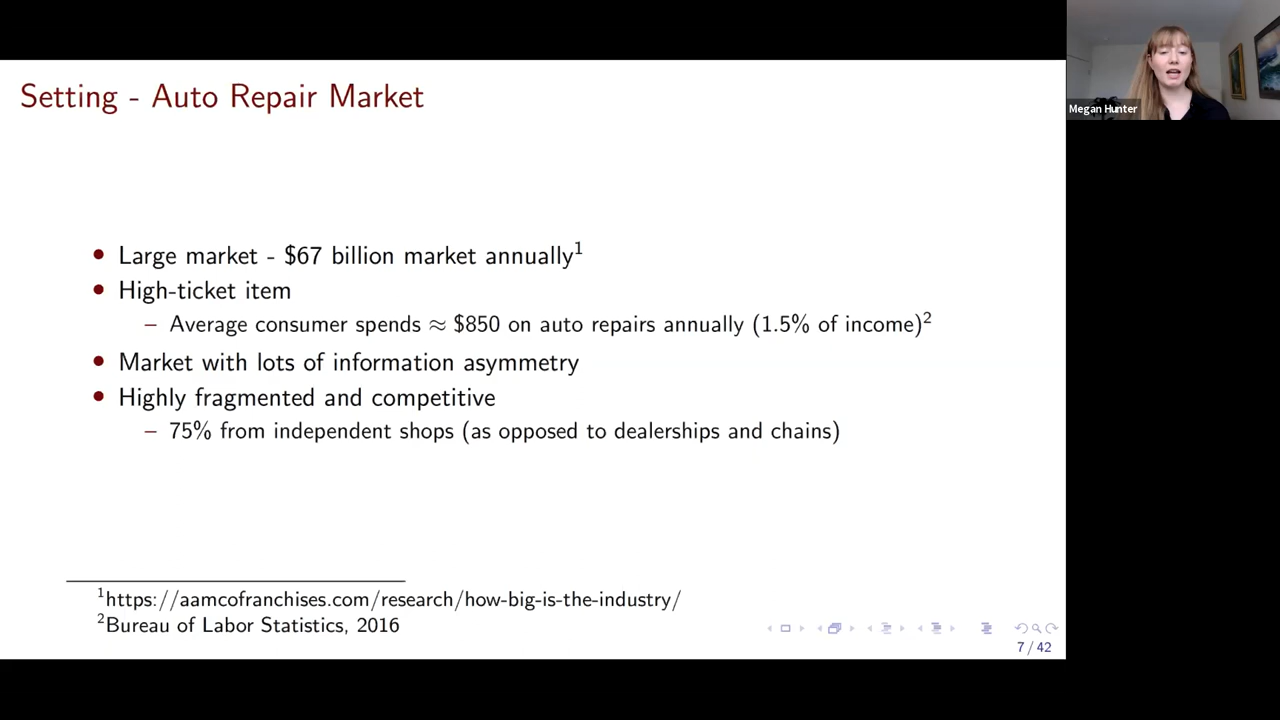 Setting - Auto Repair Market
Megan Hunter
• Large market - $67 billion market annually¹
• High-ticket item
– Average consumer spends ≈ $850 on auto repairs annually (1.5% of income)²
• Market with lots of information asymmetry
• Highly fragmented and competitive
– 75% from independent shops (as opposed to dealerships and chains)
¹https://aamcofranchises.com/research/how-big-is-the-industry/
²Bureau of Labor Statistics, 2016
7 / 42